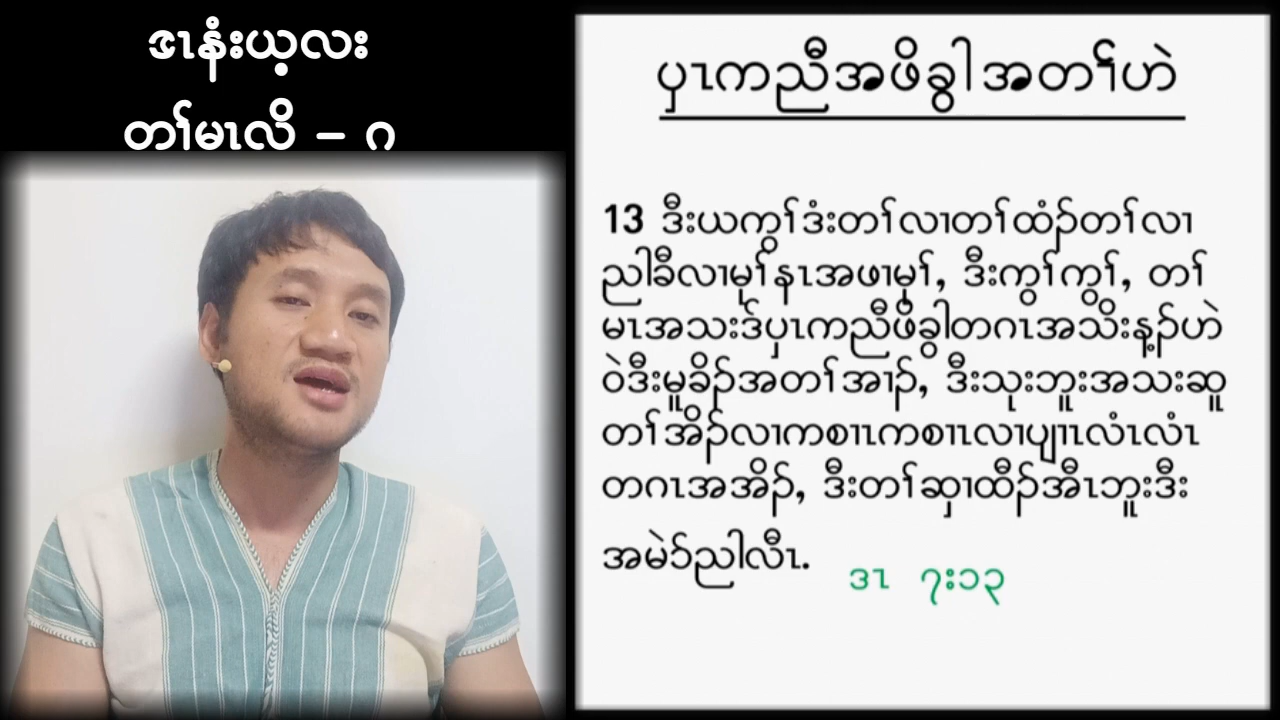 ဇၢနံးယ့လး
တၢ်မၤလိ – ဂ
ပှၤကညီအဖိခွါအတၢ်ဟဲ
13 ဒီးယကွၢ်ဒံးတၢ်လၢတၢ်ထံၣ်တၢ်လၢ
ညါခီလၢမုၢ်နၤအဖၢမုၢ်, ဒီးကွၢ်ကွၢ်, တၢ်
မၤအသးဒ်ပှၤကညီဖိခွါတဂၤအသိးန့ၣ်ဟဲ
ဝဲဒီးမူခိၣ်အတၢ်အၢၣ်, ဒီးသုးဘူးအသးဆူ
တၢ်အိၣ်လၢကစၢၤကစၢၤလၢပျၢၤလံၤလံၤ
တဂၤအအိၣ်, ဒီးတၢ်ဆှၢထီၣ်အီၤဘူးဒီး
အမဲာ်ညါလီၤ.
ဒၤ ၇း၁၃